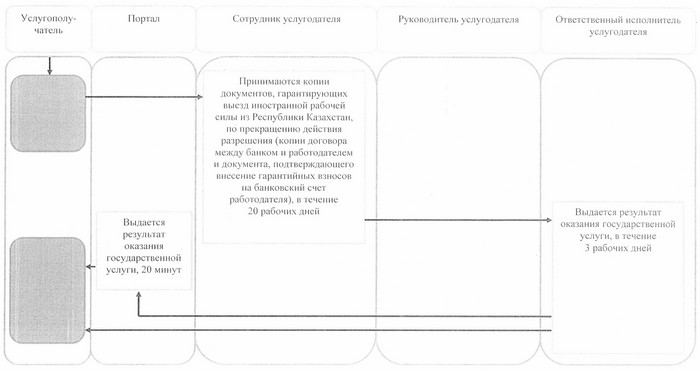 Услугополу-
чатель
Портал
Сотрудник услугодателя
Руководитель услугодателя
Ответственный исполнитель
услугодателя
Принимаются копии
документов, гарантирующих
выезд иностранной рабочей
силы из Республики Казахстан,
по прекращению действия
разрешения (копии договора
между банком и работодателем
и документа, подтверждающего
внесение гарантийных взносов
на банковский счет
работодателя), в течение
20 рабочих дней
Выдается
результат
оказания
государственной
услуги, 20 минут
Выдается результат
оказания государственной
услуги, в течение
3 рабочих дней